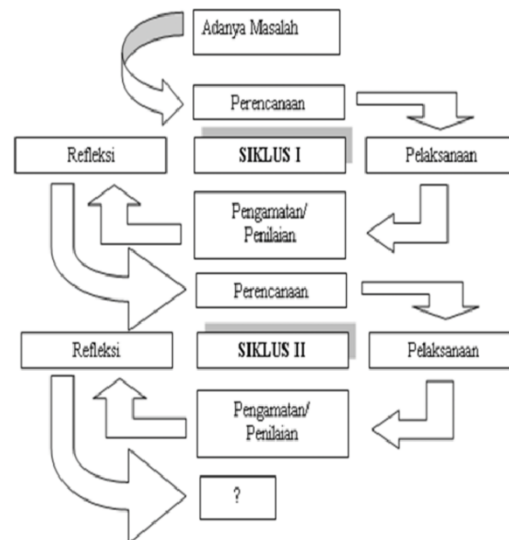 Adanya Masalah
Perencanaan
Refleksi
SIKLUS I
Pelaksanaan
Pengamatan/
Penilaian
Perencanaan
Refleksi
SIKLUS II
Pelaksanaan
Pengamatan/
Penilaian
?